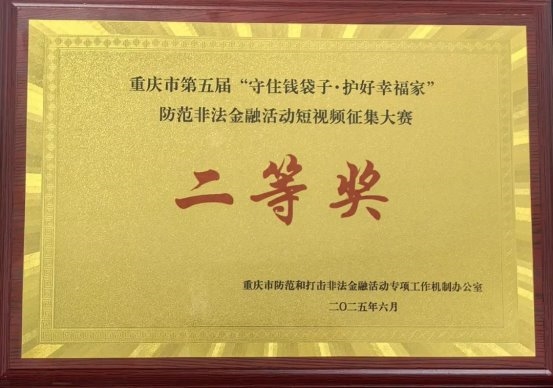 重庆市第五届“守住钱袋子·护好幸福家”
防范非法金融活动短视频征集大赛
二等奖
重庆市防范和打击非法金融活动专项工作机制办公室
二〇二五年六月